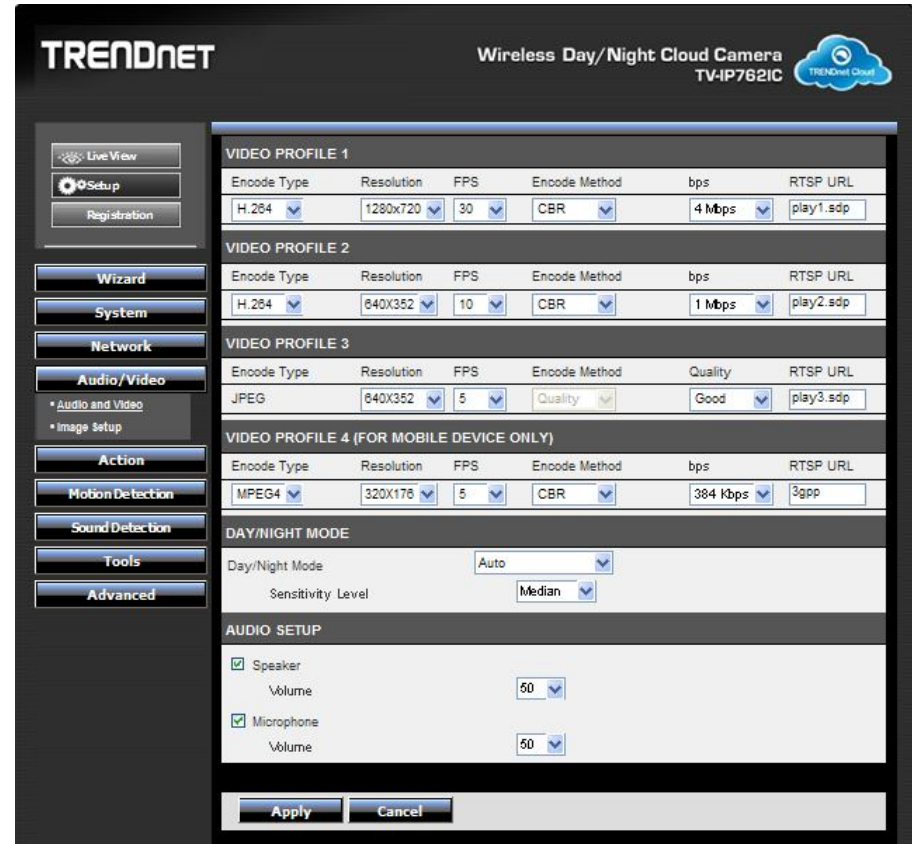 TRENDNET
Wireless Day/Night Cloud Camera
TV-IP762IC
TRENDnet Cloud
Live View
Setup
Registration
Wizard
System
Network
Audio/Video
Audio and Video
Image Setup
Action
Motion Detection
Sound Detection
Tools
Advanced
VIDEO PROFILE 1
Encode Type Resolution FPS Encode Method bps RTSP URL
H.264 1280x720 30 CBR 4 Mbps play1.sdp
VIDEO PROFILE 2
Encode Type Resolution FPS Encode Method bps RTSP URL
H.264 640X352 10 CBR 1 Mbps play2.sdp
VIDEO PROFILE 3
Encode Type Resolution FPS Encode Method Quality RTSP URL
JPEG 640X352 5 Quality Good play3.sdp
VIDEO PROFILE 4 (FOR MOBILE DEVICE ONLY)
Encode Type Resolution FPS Encode Method bps RTSP URL
MPEG4 320X176 5 CBR 384 Kbps 3gpp
DAY/NIGHT MODE
Day/Night Mode Auto
Sensitivity Level Median
AUDIO SETUP
Speaker
Volume 50
Microphone
Volume 50
Apply Cancel